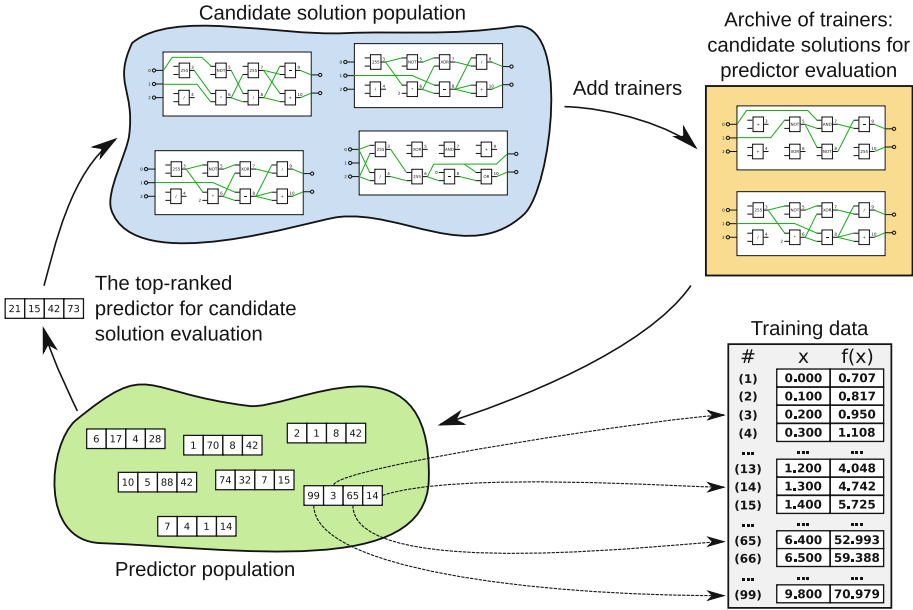 Candidate solution population
Archive of trainers:
candidate solutions for
predictor evaluation
Add trainers
The top-ranked
predictor for candidate
solution evaluation
21 15 42 73
Training data
# x f(x)
(1) 0.000 0.707
(2) 0.100 0.817
(3) 0.200 0.950
(4) 0.300 1.108
... ... ...
(13) 1.200 4.048
(14) 1.300 4.742
(15) 1.400 5.725
... ... ...
(65) 6.400 52.993
(66) 6.500 59.388
... ... ...
(99) 9.800 70.979
6 17 4 28
1 70 8 42
2 1 8 42
10 5 88 42
74 32 7 15
99 3 65 14
7 4 1 14
Predictor population